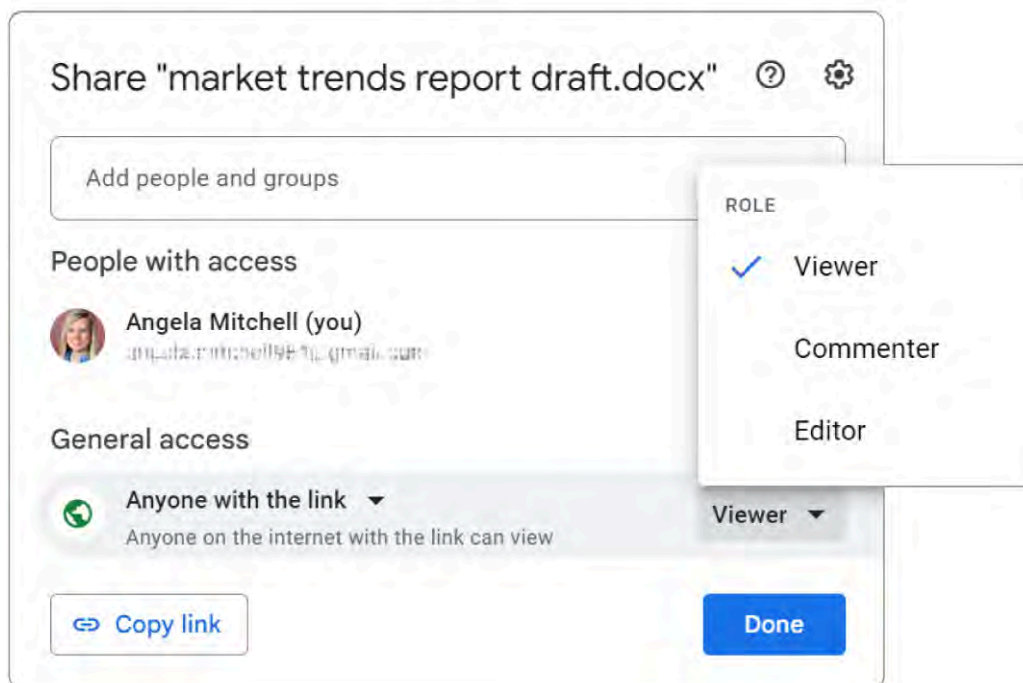 Share "market trends report draft.docx"
Add people and groups
ROLE
Viewer
Commenter
Editor
People with access
Angela Mitchell (you)
General access
Anyone with the link
Anyone on the internet with the link can view
Viewer
Copy link
Done